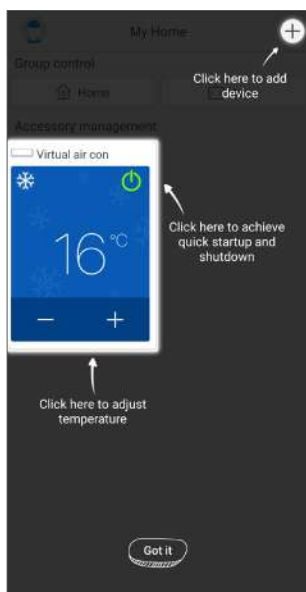 My Home
Group control
Click here to add
device
Home
Accessory management
Virtual air con
Click here to achieve
quick startup and
shutdown
16°C
− +
Click here to adjust
temperature
Got it